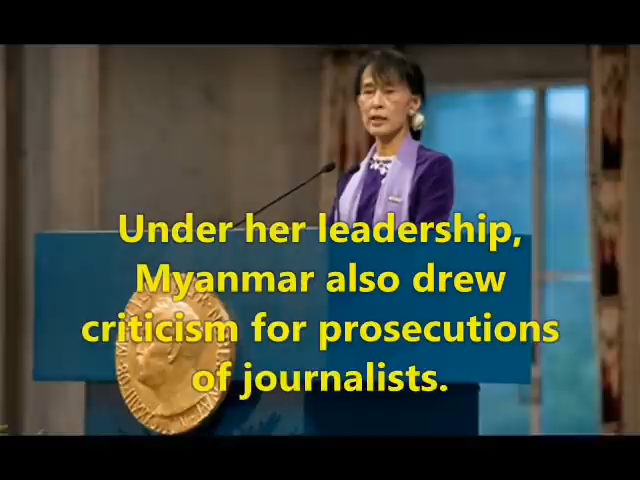 Under her leadership,
Myanmar also drew
criticism for prosecutions
of journalists.